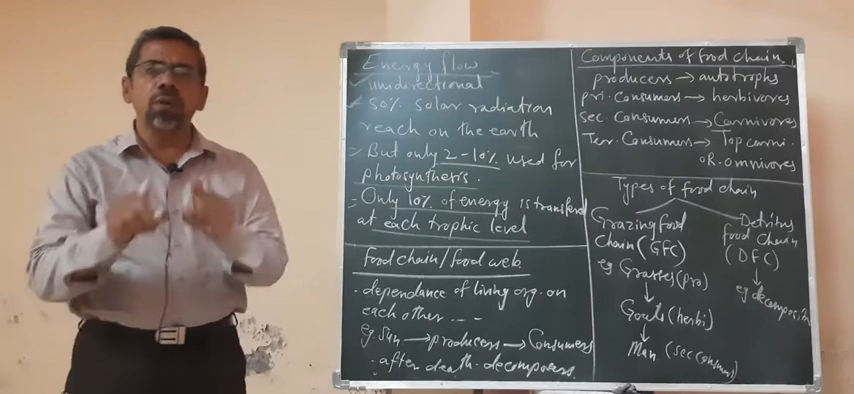 Energy flow
unidirectional
50% solar radiation
reach on the earth
But only 2-10% used for
photosynthesis.
Only 10% of energy is transferd
at each trophic level
food chain/food web
. dependance of living org. on
each other - - -
eg. Sun → producers → Consumers
. after death - decomposers
Components of food chain
producers → autotrophs
pri. consumers → herbivores
Sec. consumers → Carnivores
Ter. Consumers → Top carni.
OR. omnivores
Types of food chain
Grazing food
Chain (GFC)
eg Grasses (pro)
Goats (herbi)
Man (Sec consumers)
Detritus
food chain
(DFC)
eg decomposers